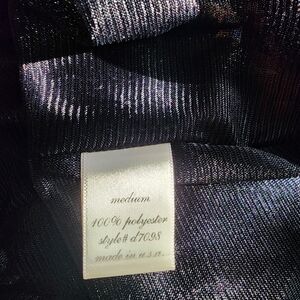 medium
100% polyester
style# d7098
made in u.s.a.